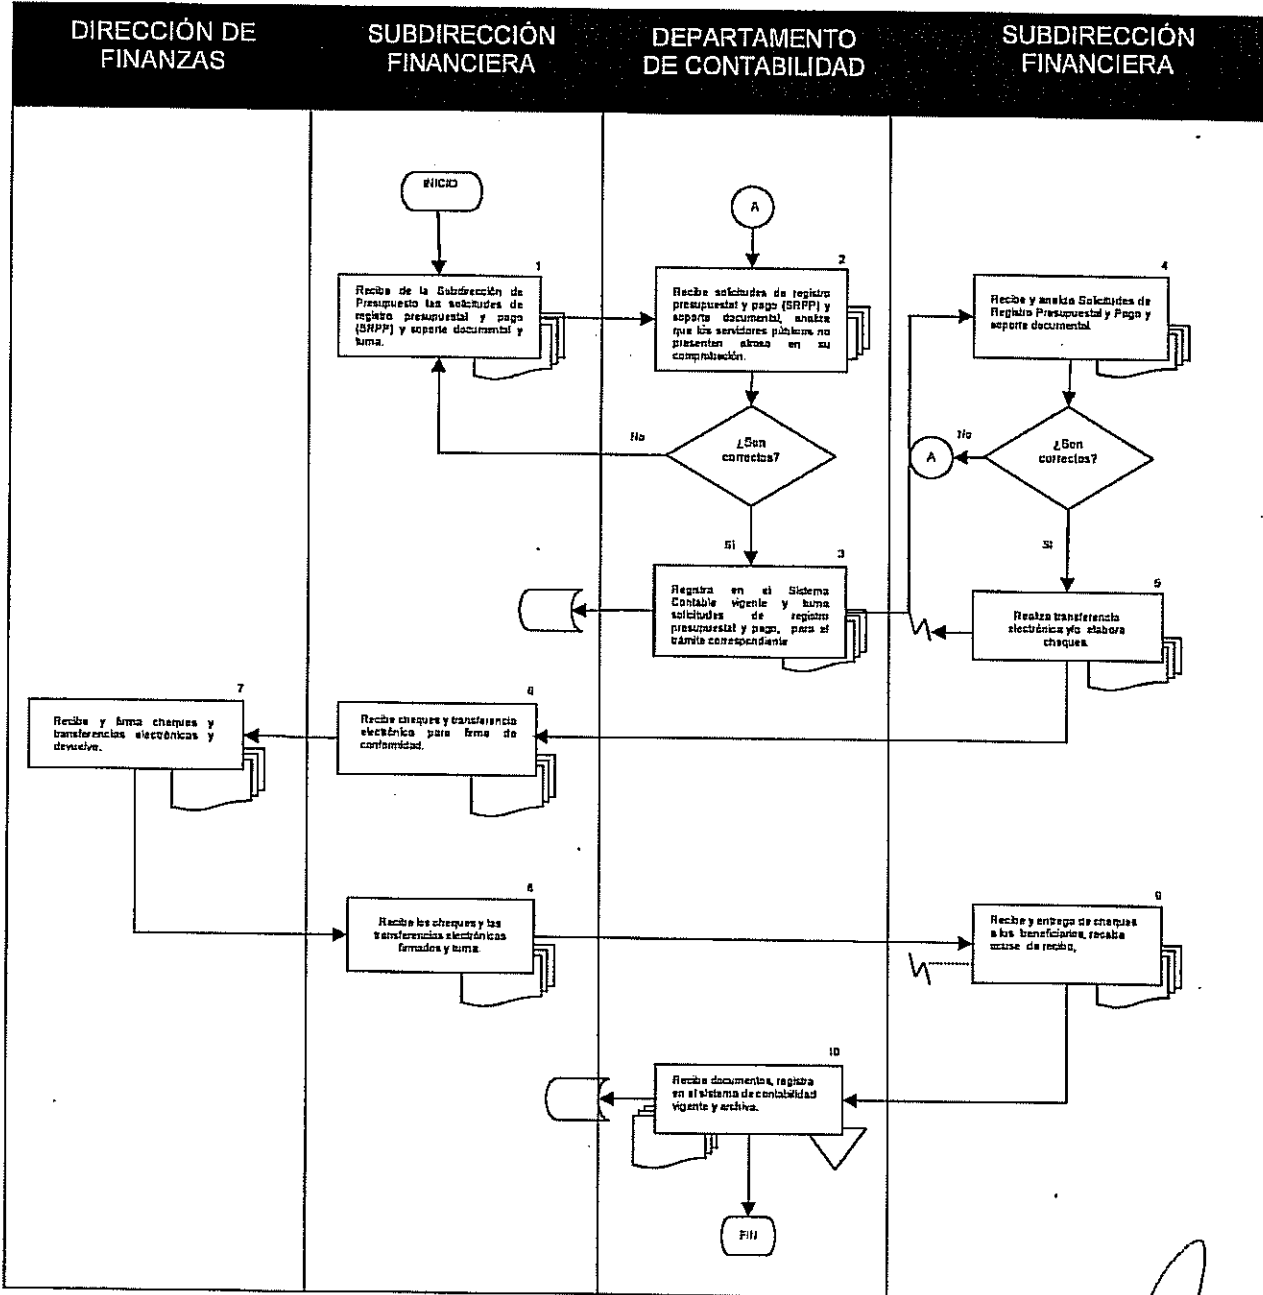 DIRECCIÓN DE
FINANZAS
SUBDIRECCIÓN
FINANCIERA
DEPARTAMENTO
DE CONTABILIDAD
SUBDIRECCIÓN
FINANCIERA
INICIO
A
1
Recibe de la Subdirección de
Presupuesto las solicitudes de
registro presupuestal y pago
(SRPP) y soporte documental y
turna.
2
Recibe solicitudes de registro
presupuestal y pago (SRPP) y
soporte documental, analiza
que los servidores públicos no
presenten atraso en su
comprobación.
4
Recibe y analiza Solicitudes de
Registro Presupuestal y Pago y
soporte documental
No
¿Son
correctos?
A
No
¿Son
correctos?
Si
3
Registra en el Sistema
Contable vigente y turna
solicitudes de registro
presupuestal y pago, para el
trámite correspondiente
Si
5
Realiza transferencia
electrónica y/o elabora
cheques.
7
Recibe y firma cheques y
transferencias electrónicas y
devuelve.
6
Recibe cheques y transferencia
electrónica para firma de
conformidad.
8
Recibe los cheques y las
transferencias electrónicas
firmados y turna.
9
Recibe y entrega de cheques
a los beneficiarios, recaba
acuse de recibo,
10
Recibe documentos, registra
en el sistema de contabilidad
vigente y archiva.
FIN